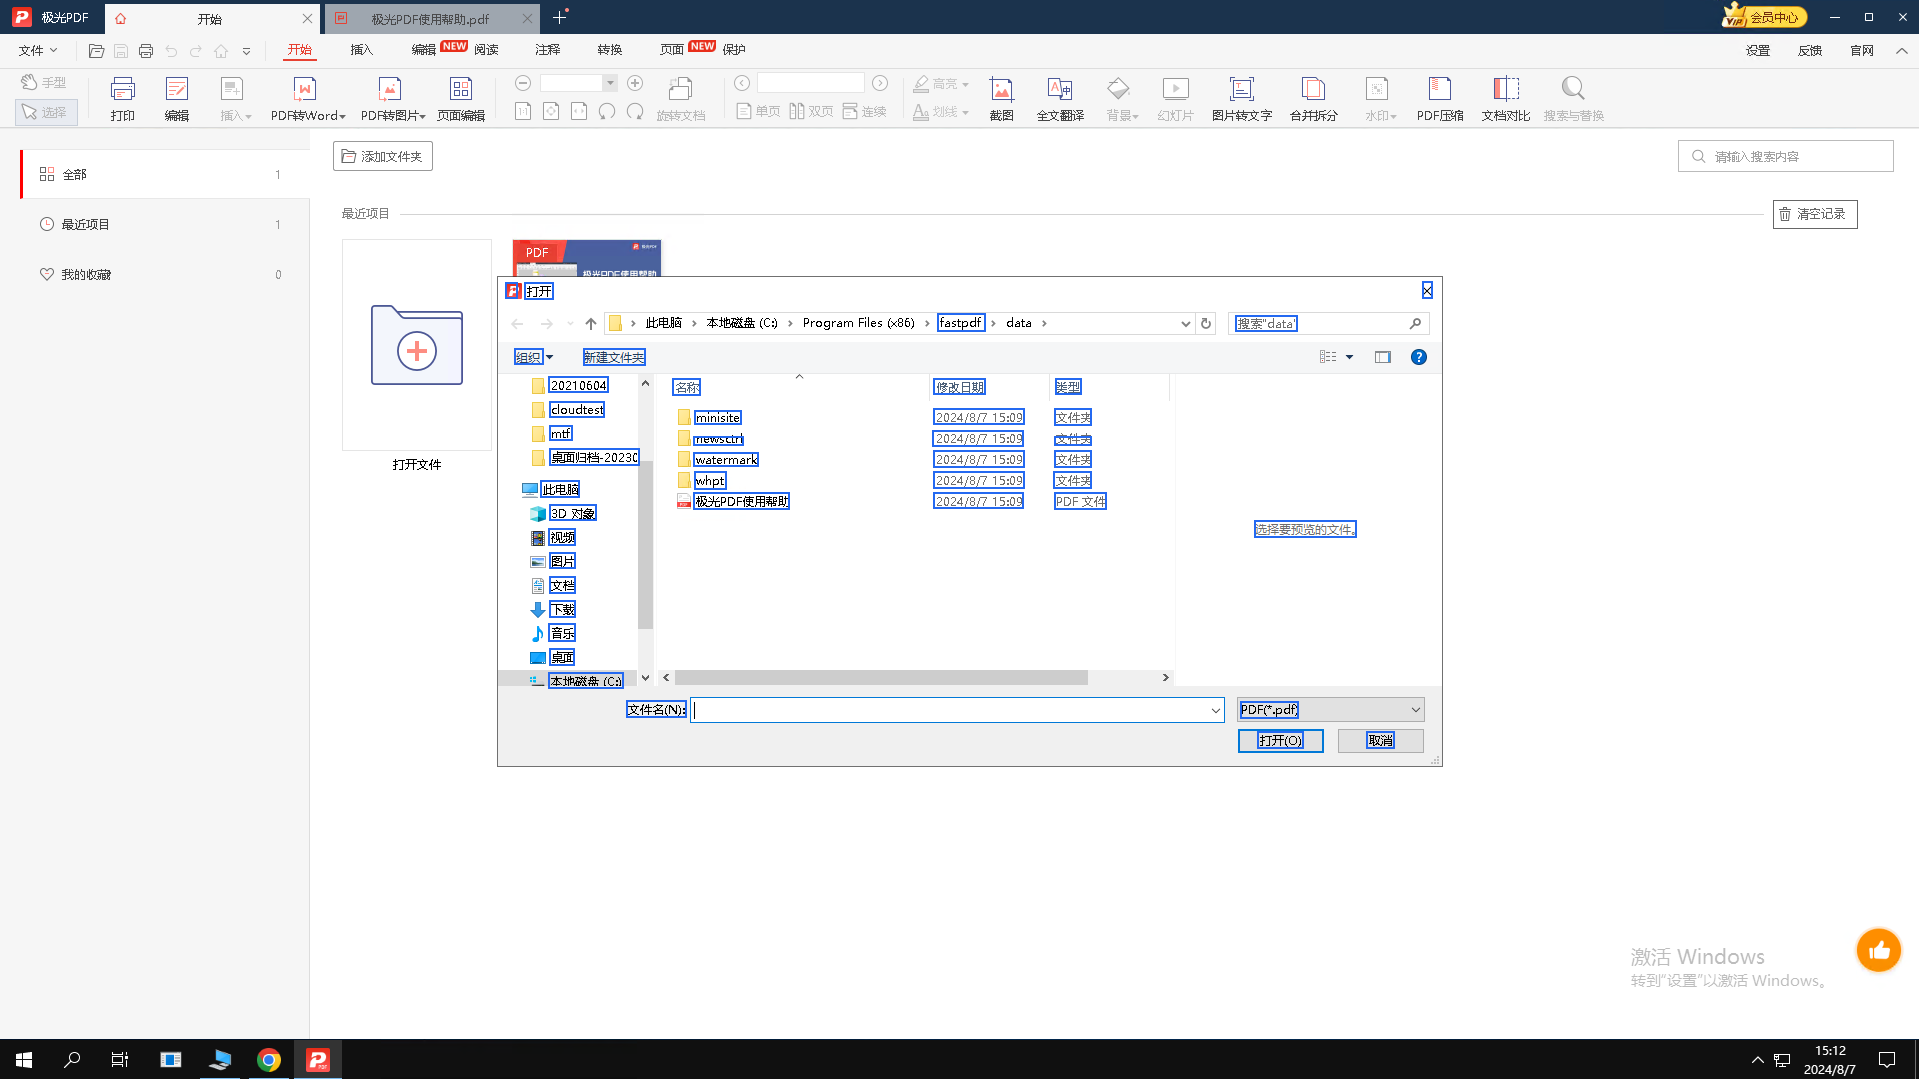 极光PDF
开始
极光PDF使用帮助.pdf
VIP 会员中心
文件
开始
插入
编辑 NEW
阅读
注释
转换
页面 NEW
保护
设置
反馈
官网
手型
选择
打印
编辑
插入
PDF转Word
PDF转图片
页面编辑
1:1
旋转文档
单页
双页
连续
高亮
划线
截图
全文翻译
背景
幻灯片
图片转文字
合并拆分
水印
PDF压缩
文档对比
搜索与替换
全部 1
最近项目 1
我的收藏 0
添加文件夹
请输入搜索内容
最近项目
清空记录
打开文件
PDF
极光PDF
极光PDF使用帮助
打开
此电脑 › 本地磁盘 (C:) › Program Files (x86) › fastpdf › data ›
搜索"data"
组织
新建文件夹
20210604
cloudtest
mtf
桌面归档-20230
此电脑
3D 对象
视频
图片
文档
下载
音乐
桌面
本地磁盘 (C:)
名称 修改日期 类型
minisite 2024/8/7 15:09 文件夹
newsctrl 2024/8/7 15:09 文件夹
watermark 2024/8/7 15:09 文件夹
whpt 2024/8/7 15:09 文件夹
极光PDF使用帮助 2024/8/7 15:09 PDF 文件
选择要预览的文件。
文件名(N):
PDF(*.pdf)
打开(O)
取消
激活 Windows
转到"设置"以激活 Windows。
15:12
2024/8/7